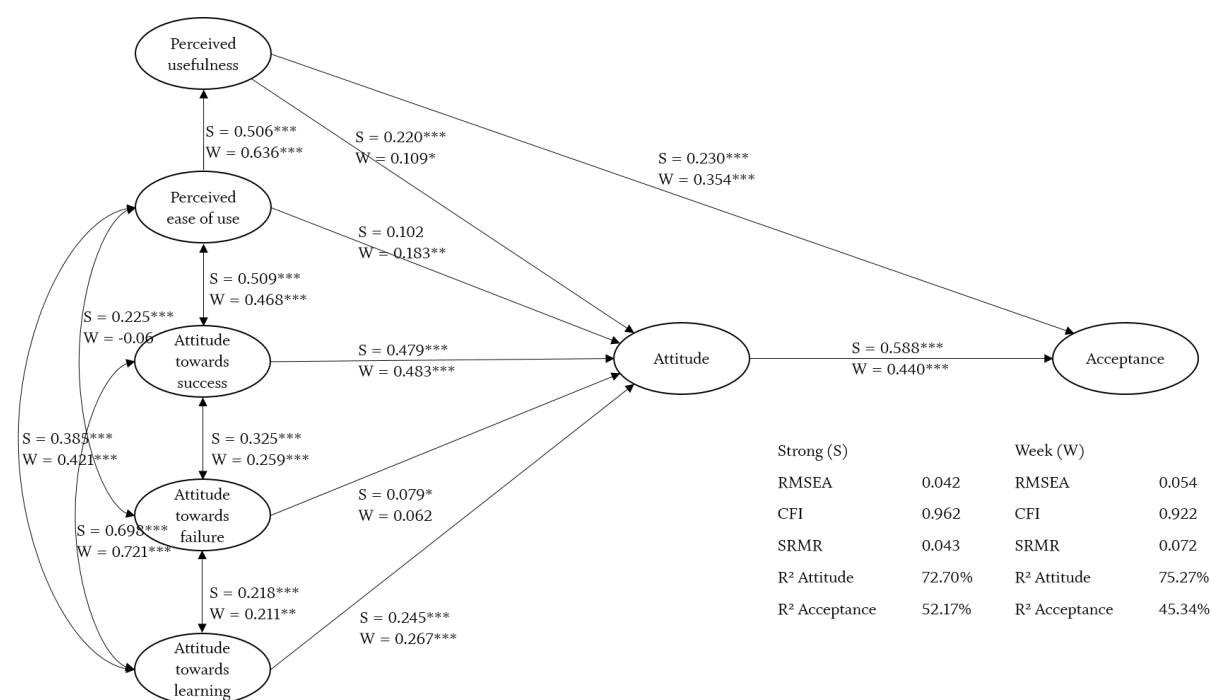 Perceived
usefulness
S = 0.506***
W = 0.636***
S = 0.220***
W = 0.109*
S = 0.230***
W = 0.354***
Perceived
ease of use
S = 0.102
W = 0.183**
S = 0.509***
W = 0.468***
S = 0.225***
W = -0.06
Attitude
towards
success
S = 0.479***
W = 0.483***
Attitude
S = 0.588***
W = 0.440***
Acceptance
S = 0.385***
W = 0.421***
S = 0.325***
W = 0.259***
Attitude
towards
failure
S = 0.079*
W = 0.062
S = 0.698***
W = 0.721***
S = 0.218***
W = 0.211**
S = 0.245***
W = 0.267***
Attitude
towards
learning
Strong (S) Week (W)
RMSEA 0.042 RMSEA 0.054
CFI 0.962 CFI 0.922
SRMR 0.043 SRMR 0.072
R² Attitude 72.70% R² Attitude 75.27%
R² Acceptance 52.17% R² Acceptance 45.34%